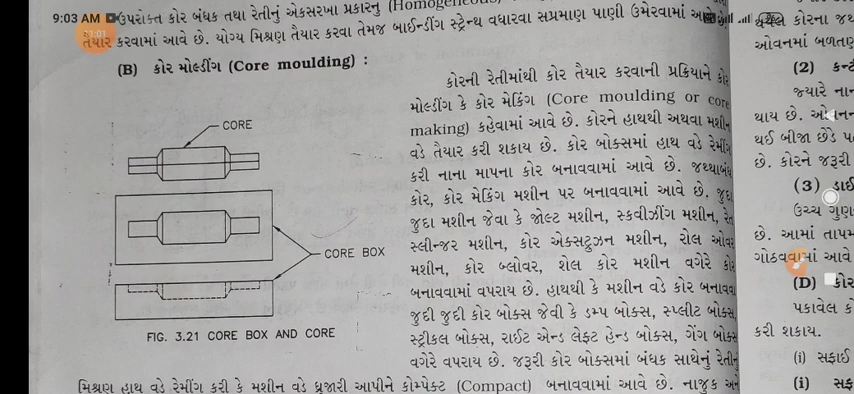 9:03 AM
ઉપરોક્ત કોર બંધક તથા રેતીનું એકસરખા પ્રકારનું (Homogeneous)
તૈયાર કરવામાં આવે છે. યોગ્ય મિશ્રણ તૈયાર કરવા તેમજ બાઈન્ડીંગ સ્ટ્રેન્થ વધારવા સપ્રમાણ પાણી ઉમેરવામાં
(B) કોર મોલ્ડીંગ (Core moulding) :
કોરની રેતીમાંથી કોર તૈયાર કરવાની પ્રક્રિયાને કોર
મોલ્ડીંગ કે કોર મેકિંગ (Core moulding or core
making) કહેવામાં આવે છે. કોરને હાથથી અથવા મશીન
વડે તૈયાર કરી શકાય છે. કોર બોક્સમાં હાથ વડે રેમીંગ
કરી નાના માપના કોર બનાવવામાં આવે છે. જથ્થાબંધ
કોર, કોર મેકિંગ મશીન પર બનાવવામાં આવે છે. જુદા
જુદા મશીન જેવા કે જોલ્ટ મશીન, સ્કવીઝીંગ મશીન, રેત
સ્લીન્જર મશીન, કોર એક્સટ્રુઝન મશીન, રોલ ઓવર
મશીન, કોર બ્લોવર, શેલ કોર મશીન વગેરે કોર
બનાવવામાં વપરાય છે. હાથથી કે મશીન વડે કોર બનાવવા
જુદી જુદી કોર બોક્સ જેવી કે ડમ્પ બોક્સ, સ્પ્લીટ બોક્સ,
સ્ટ્રીકલ બોક્સ, રાઈટ એન્ડ લેફ્ટ હેન્ડ બોક્સ, ગેંગ બોક્સ
વગેરે વપરાય છે. જરૂરી કોર બોક્સમાં બંધક સાથેનું રેતીનું
મિશ્રણ હાથ વડે રેમીંગ કરી કે મશીન વડે ધ્રૂજારી આપીને કોમ્પેક્ટ (Compact) બનાવવામાં આવે છે. નાજુક અને
CORE
CORE BOX
FIG. 3.21 CORE BOX AND CORE
કોરના જ
ઓવનમાં બળતણ
(2)
જ્યારે
થાય છે.
થઈ બીજા છેડે
છે. કોરને જરૂરી
(3)
ઉચ્ચ ગુણ
છે. આમાં
ગોઠવવામાં આવે
(D) કોર
પકાવેલ
કરી શકાય.
(i) સફાઈ
(i)